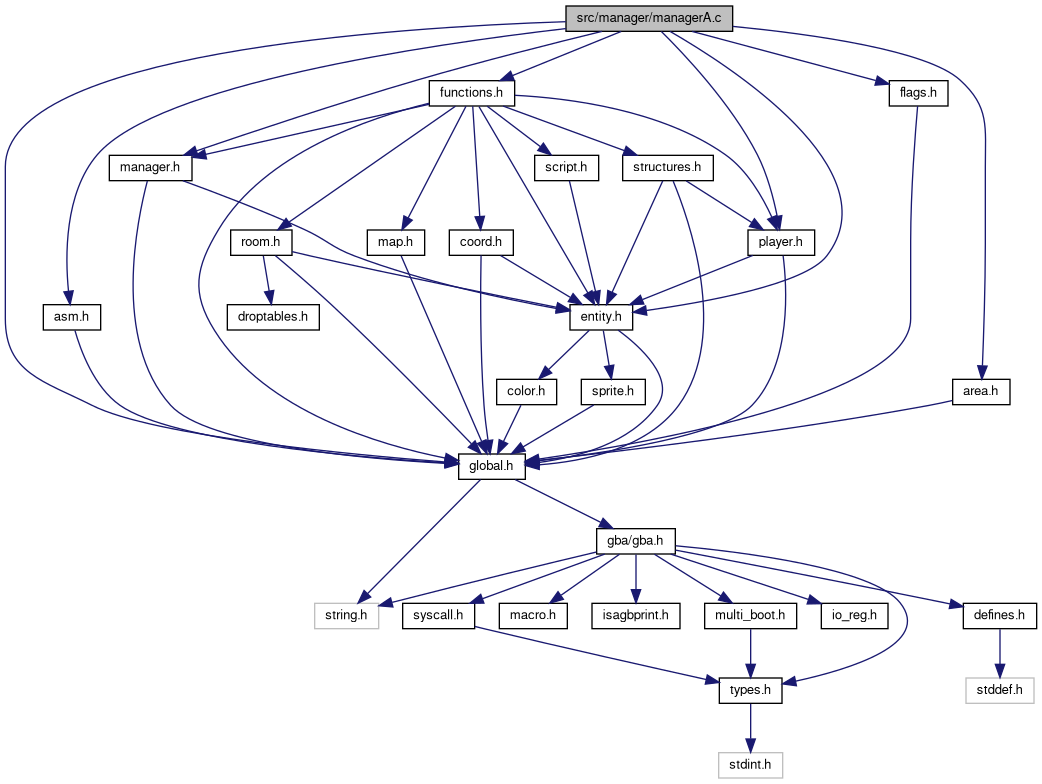 src/manager/managerA.c
functions.h
flags.h
manager.h
script.h
structures.h
room.h
map.h
coord.h
player.h
asm.h
droptables.h
entity.h
color.h
sprite.h
area.h
global.h
gba/gba.h
string.h
syscall.h
macro.h
isagbprint.h
multi_boot.h
io_reg.h
defines.h
types.h
stddef.h
stdint.h